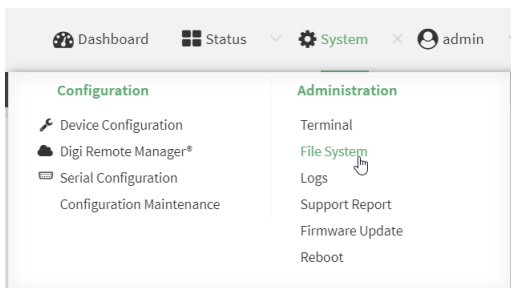 Dashboard Status System admin
Configuration
Device Configuration
Digi Remote Manager®
Serial Configuration
Configuration Maintenance
Administration
Terminal
File System
Logs
Support Report
Firmware Update
Reboot